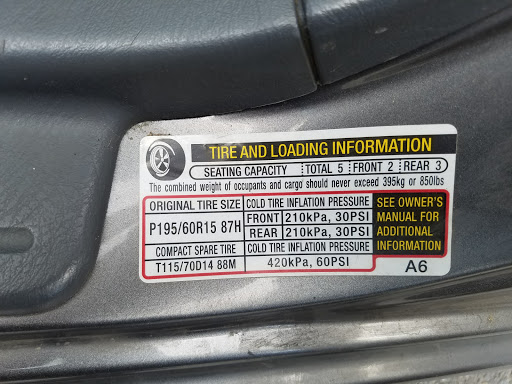 TIRE AND LOADING INFORMATION
SEATING CAPACITY TOTAL 5 FRONT 2 REAR 3
The combined weight of occupants and cargo should never exceed 395kg or 850lbs
ORIGINAL TIRE SIZE COLD TIRE INFLATION PRESSURE SEE OWNER'S
P195/60R15 87H FRONT 210kPa, 30PSI MANUAL FOR
REAR 210kPa, 30PSI ADDITIONAL
COMPACT SPARE TIRE COLD TIRE INFLATION PRESSURE INFORMATION
T115/70D14 88M 420kPa, 60PSI A6